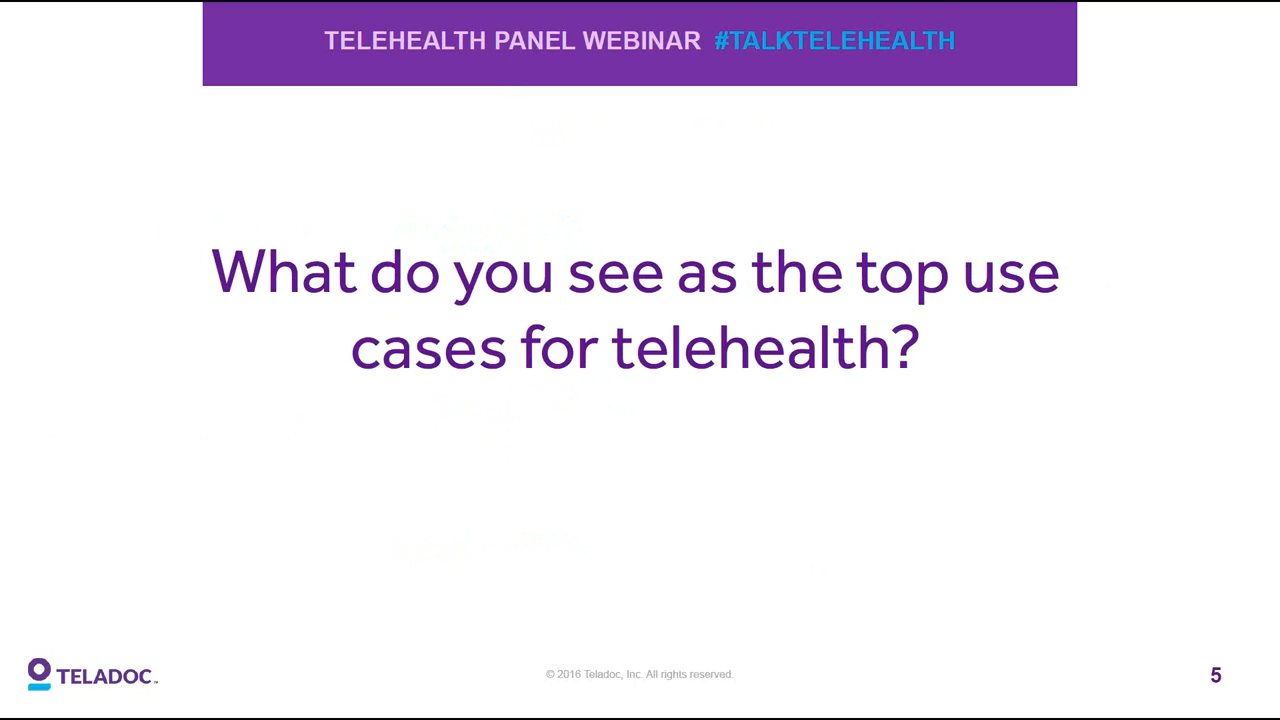 TELEHEALTH PANEL WEBINAR #TALKTELEHEALTH
What do you see as the top use
cases for telehealth?
TELADOC™
© 2016 Teladoc, Inc. All rights reserved.
5